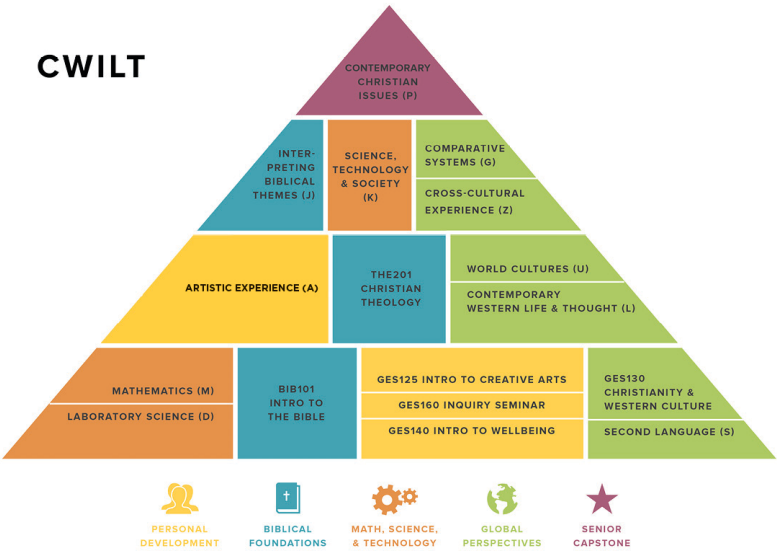 CWILT
CONTEMPORARY
CHRISTIAN
ISSUES (P)
INTER-
PRETING
BIBLICAL
THEMES (J)
SCIENCE,
TECHNOLOGY
& SOCIETY
(K)
COMPARATIVE
SYSTEMS (G)
CROSS-CULTURAL
EXPERIENCE (Z)
ARTISTIC EXPERIENCE (A)
THE201
CHRISTIAN
THEOLOGY
WORLD CULTURES (U)
CONTEMPORARY
WESTERN LIFE & THOUGHT (L)
MATHEMATICS (M)
LABORATORY SCIENCE (D)
BIB101
INTRO TO
THE BIBLE
GES125 INTRO TO CREATIVE ARTS
GES160 INQUIRY SEMINAR
GES140 INTRO TO WELLBEING
GES130
CHRISTIANITY &
WESTERN CULTURE
SECOND LANGUAGE (S)
PERSONAL
DEVELOPMENT
BIBLICAL
FOUNDATIONS
MATH, SCIENCE,
& TECHNOLOGY
GLOBAL
PERSPECTIVES
SENIOR
CAPSTONE